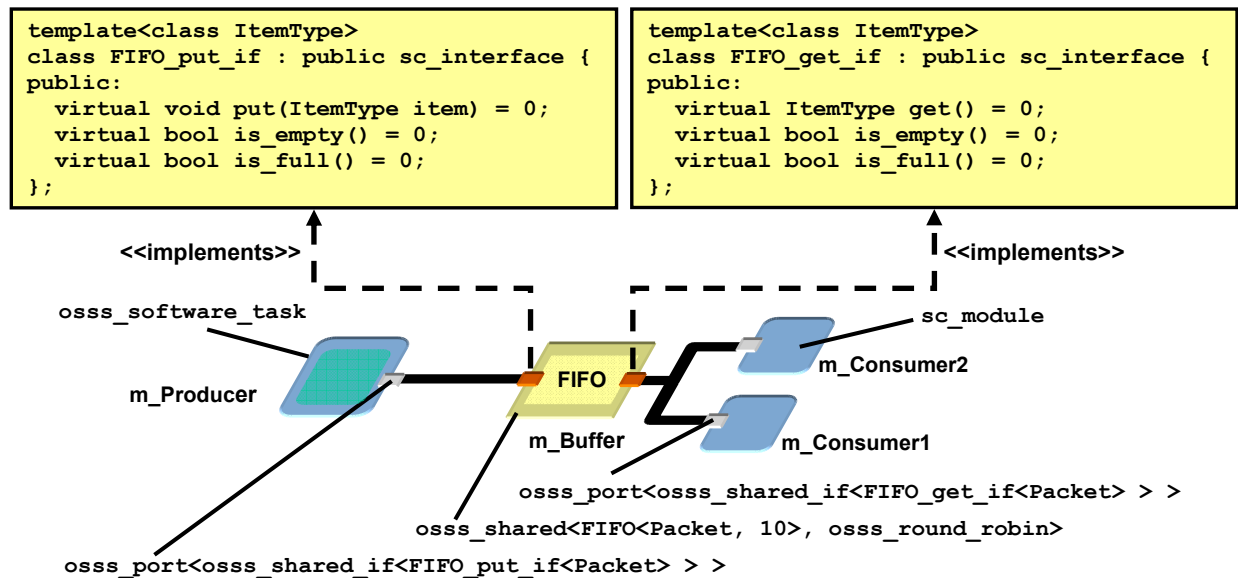 template<class ItemType>
class FIFO_put_if : public sc_interface {
public:
  virtual void put(ItemType item) = 0;
  virtual bool is_empty() = 0;
  virtual bool is_full() = 0;
};
template<class ItemType>
class FIFO_get_if : public sc_interface {
public:
  virtual ItemType get() = 0;
  virtual bool is_empty() = 0;
  virtual bool is_full() = 0;
};
<<implements>>
<<implements>>
osss_software_task
sc_module
m_Producer
FIFO
m_Consumer2
m_Buffer
m_Consumer1
osss_port<osss_shared_if<FIFO_get_if<Packet> > >
osss_shared<FIFO<Packet, 10>, osss_round_robin>
osss_port<osss_shared_if<FIFO_put_if<Packet> > >